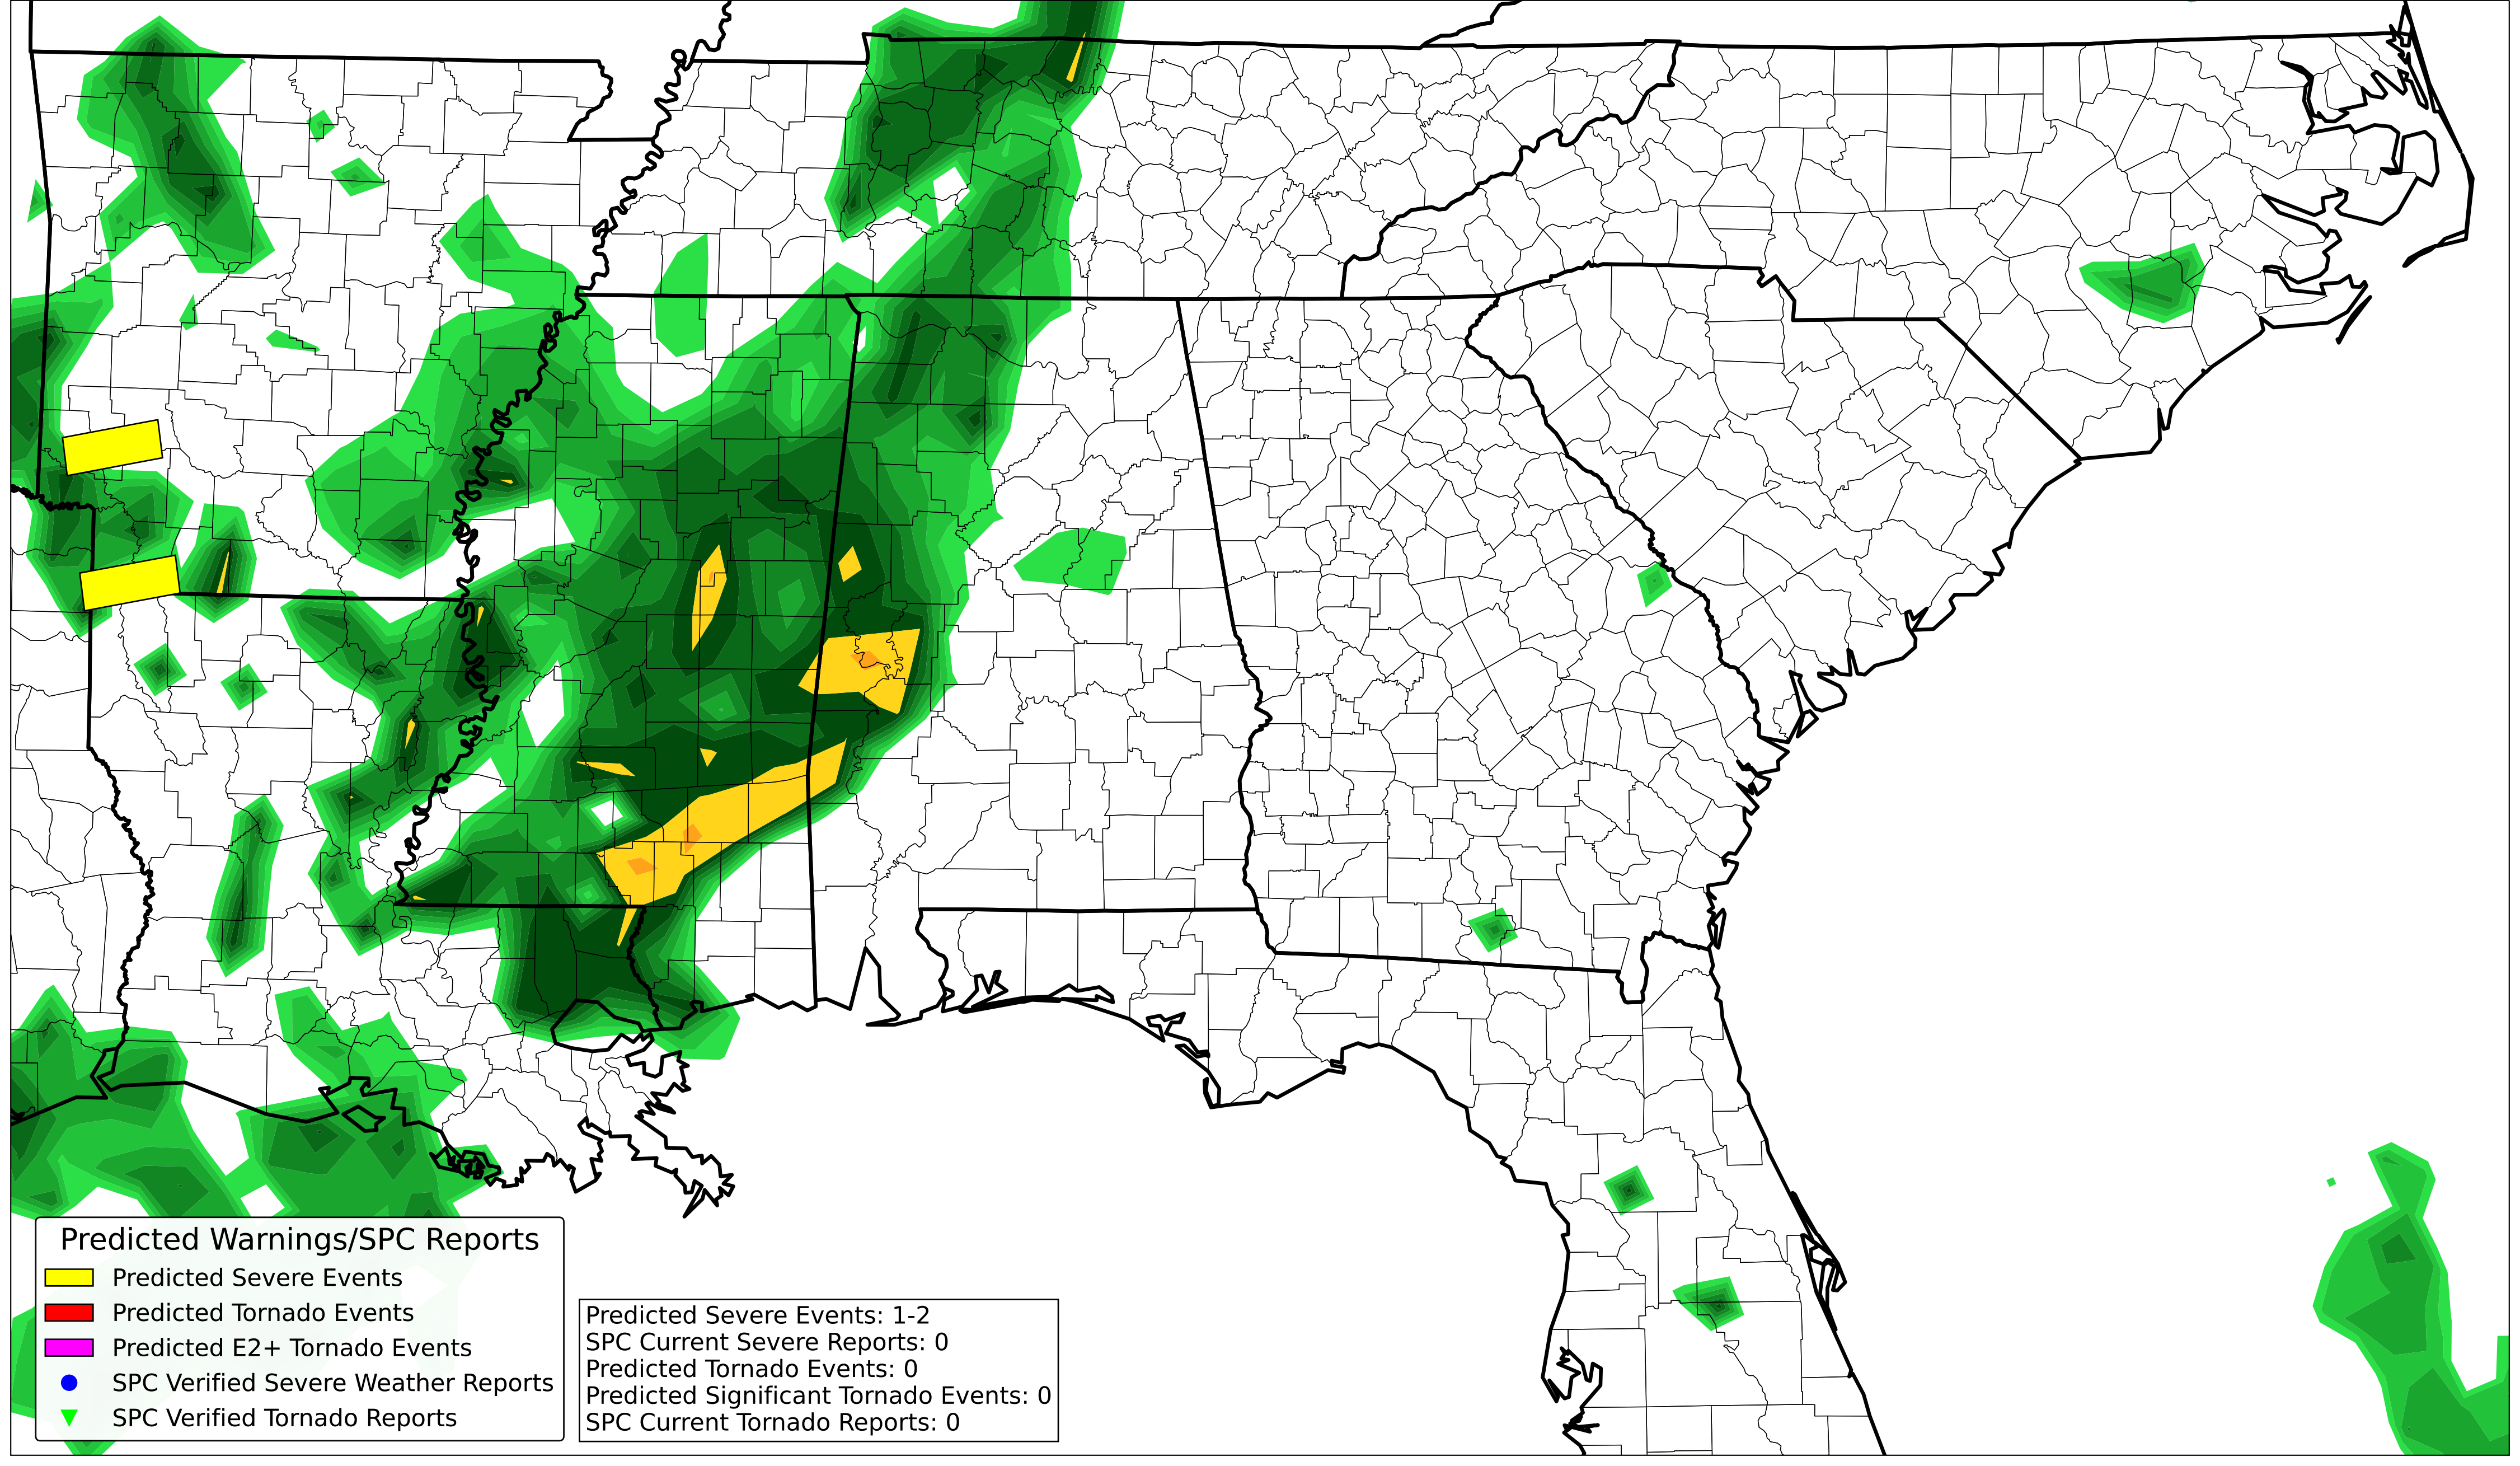 Predicted Warnings/SPC Reports
Predicted Severe Events
Predicted Tornado Events
Predicted E2+ Tornado Events
SPC Verified Severe Weather Reports
SPC Verified Tornado Reports
Predicted Severe Events: 1-2
SPC Current Severe Reports: 0
Predicted Tornado Events: 0
Predicted Significant Tornado Events: 0
SPC Current Tornado Reports: 0